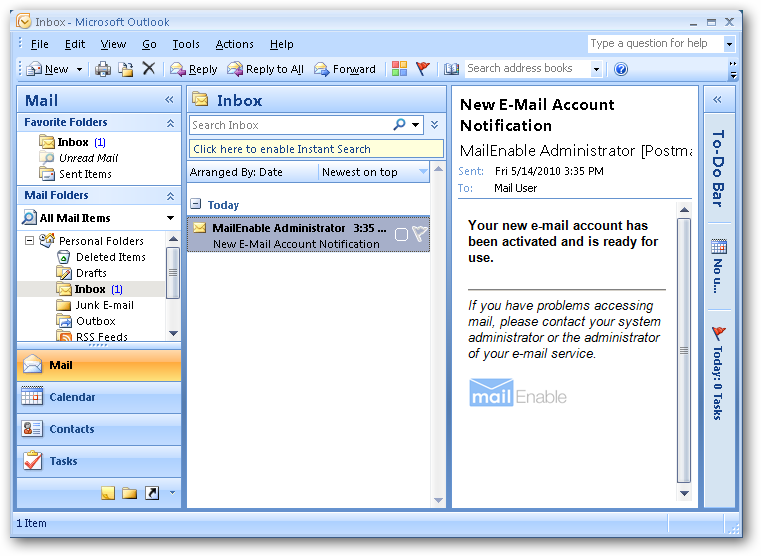 Inbox - Microsoft Outlook
File Edit View Go Tools Actions Help
Type a question for help
New Reply Reply to All Forward Search address books
Mail
Favorite Folders
Inbox (1)
Unread Mail
Sent Items
Mail Folders
All Mail Items
Personal Folders
Deleted Items
Drafts
Inbox (1)
Junk E-mail
Outbox
RSS Feeds
Mail
Calendar
Contacts
Tasks
Inbox
Search Inbox
Click here to enable Instant Search
Arranged By: Date Newest on top
Today
MailEnable Administrator 3:35 ...
New E-Mail Account Notification
New E-Mail Account
Notification
MailEnable Administrator [Postma
Sent: Fri 5/14/2010 3:35 PM
To: Mail User
Your new e-mail account has
been activated and is ready for
use.
If you have problems accessing
mail, please contact your system
administrator or the administrator
of your e-mail service.
mailEnable
To-Do Bar
No u...
Today: 0 Tasks
1 Item